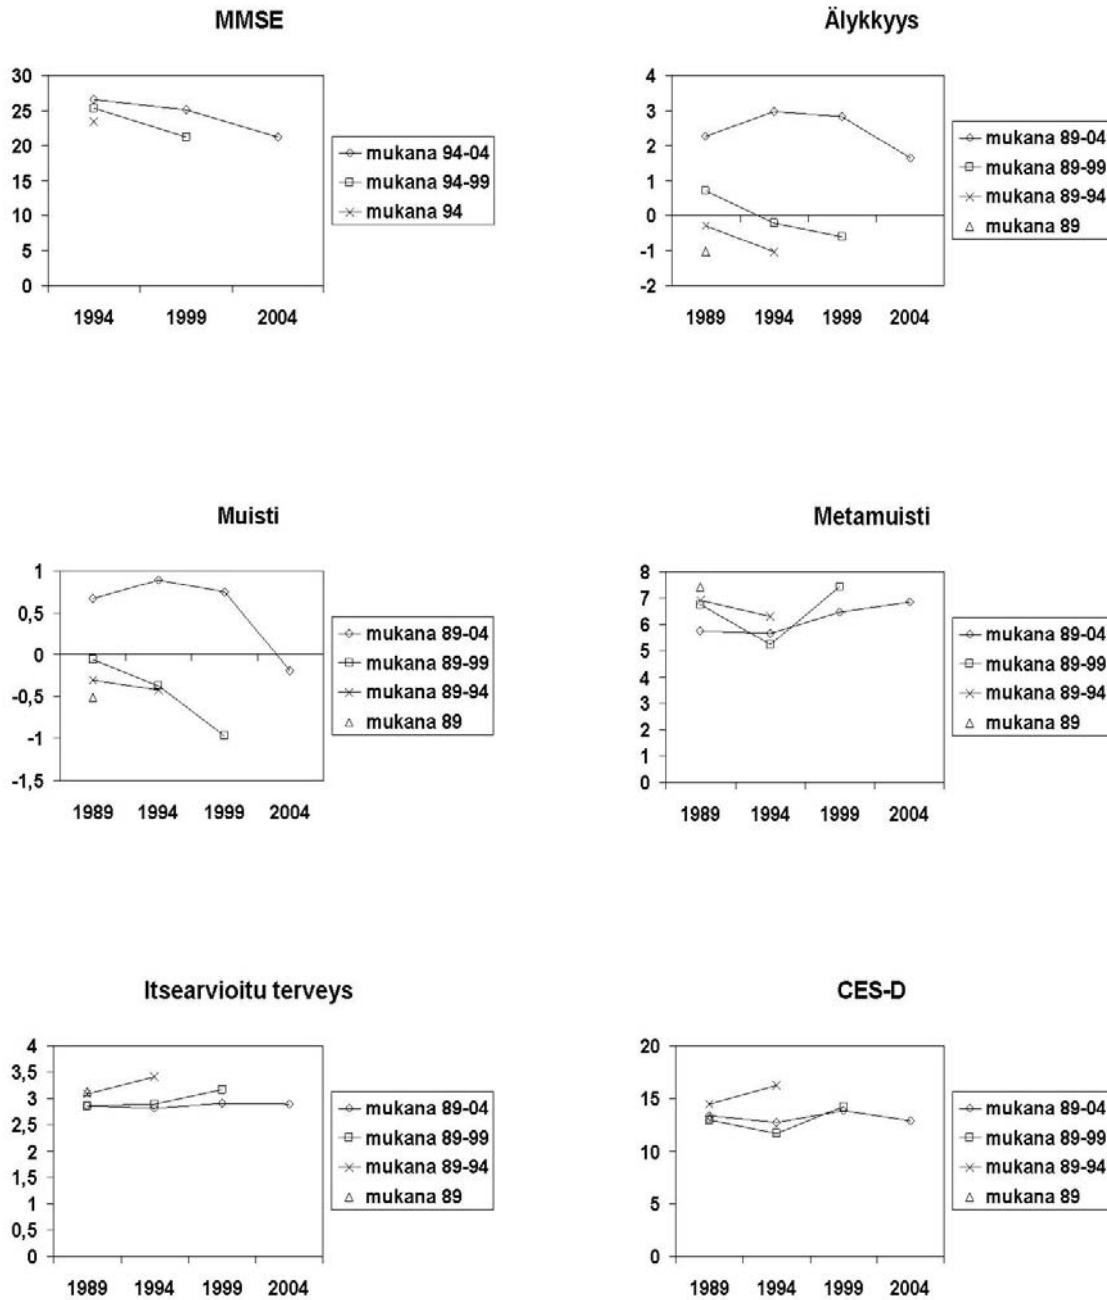 MMSE
30
25
20
15
10
5
0
1994 1999 2004
mukana 94-04
mukana 94-99
mukana 94
Älykkyys
4
3
2
1
0
-1
-2
1989 1994 1999 2004
mukana 89-04
mukana 89-99
mukana 89-94
mukana 89
Muisti
1
0,5
0
-0,5
-1
-1,5
1989 1994 1999 2004
mukana 89-04
mukana 89-99
mukana 89-94
mukana 89
Metamuisti
8
7
6
5
4
3
2
1
0
1989 1994 1999 2004
mukana 89-04
mukana 89-99
mukana 89-94
mukana 89
Itsearvioitu terveys
4
3,5
3
2,5
2
1,5
1
0,5
0
1989 1994 1999 2004
mukana 89-04
mukana 89-99
mukana 89-94
mukana 89
CES-D
20
15
10
5
0
1989 1994 1999 2004
mukana 89-04
mukana 89-99
mukana 89-94
mukana 89